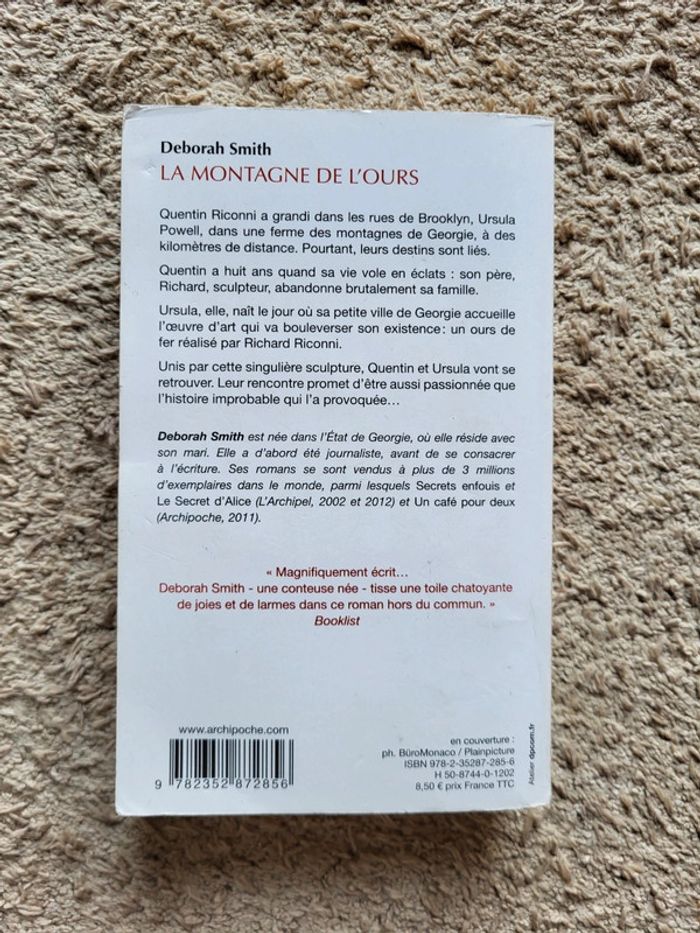 Deborah Smith
LA MONTAGNE DE L'OURS
Quentin Riconni a grandi dans les rues de Brooklyn, Ursula
Powell, dans une ferme des montagnes de Georgie, à des
kilomètres de distance. Pourtant, leurs destins sont liés.
Quentin a huit ans quand sa vie vole en éclats : son père,
Richard, sculpteur, abandonne brutalement sa famille.
Ursula, elle, naît le jour où sa petite ville de Georgie accueille
l'œuvre d'art qui va bouleverser son existence : un ours de
fer réalisé par Richard Riconni.
Unis par cette singulière sculpture, Quentin et Ursula vont se
retrouver. Leur rencontre promet d'être aussi passionnée que
l'histoire improbable qui l'a provoquée…
Deborah Smith est née dans l'État de Georgie, où elle réside avec
son mari. Elle a d'abord été journaliste, avant de se consacrer
à l'écriture. Ses romans se sont vendus à plus de 3 millions
d'exemplaires dans le monde, parmi lesquels Secrets enfouis et
Le Secret d'Alice (L'Archipel, 2002 et 2012) et Un café pour deux
(Archipoche, 2011).
« Magnifiquement écrit…
Deborah Smith - une conteuse née - tisse une toile chatoyante
de joies et de larmes dans ce roman hors du commun. »
Booklist
www.archipoche.com
9 782352 872856
en couverture :
ph. BüroMonaco / Plainpicture
ISBN 978-2-35287-285-6
H 50-8744-0-1202
8,50 € prix France TTC
Atelier dpcom.fr